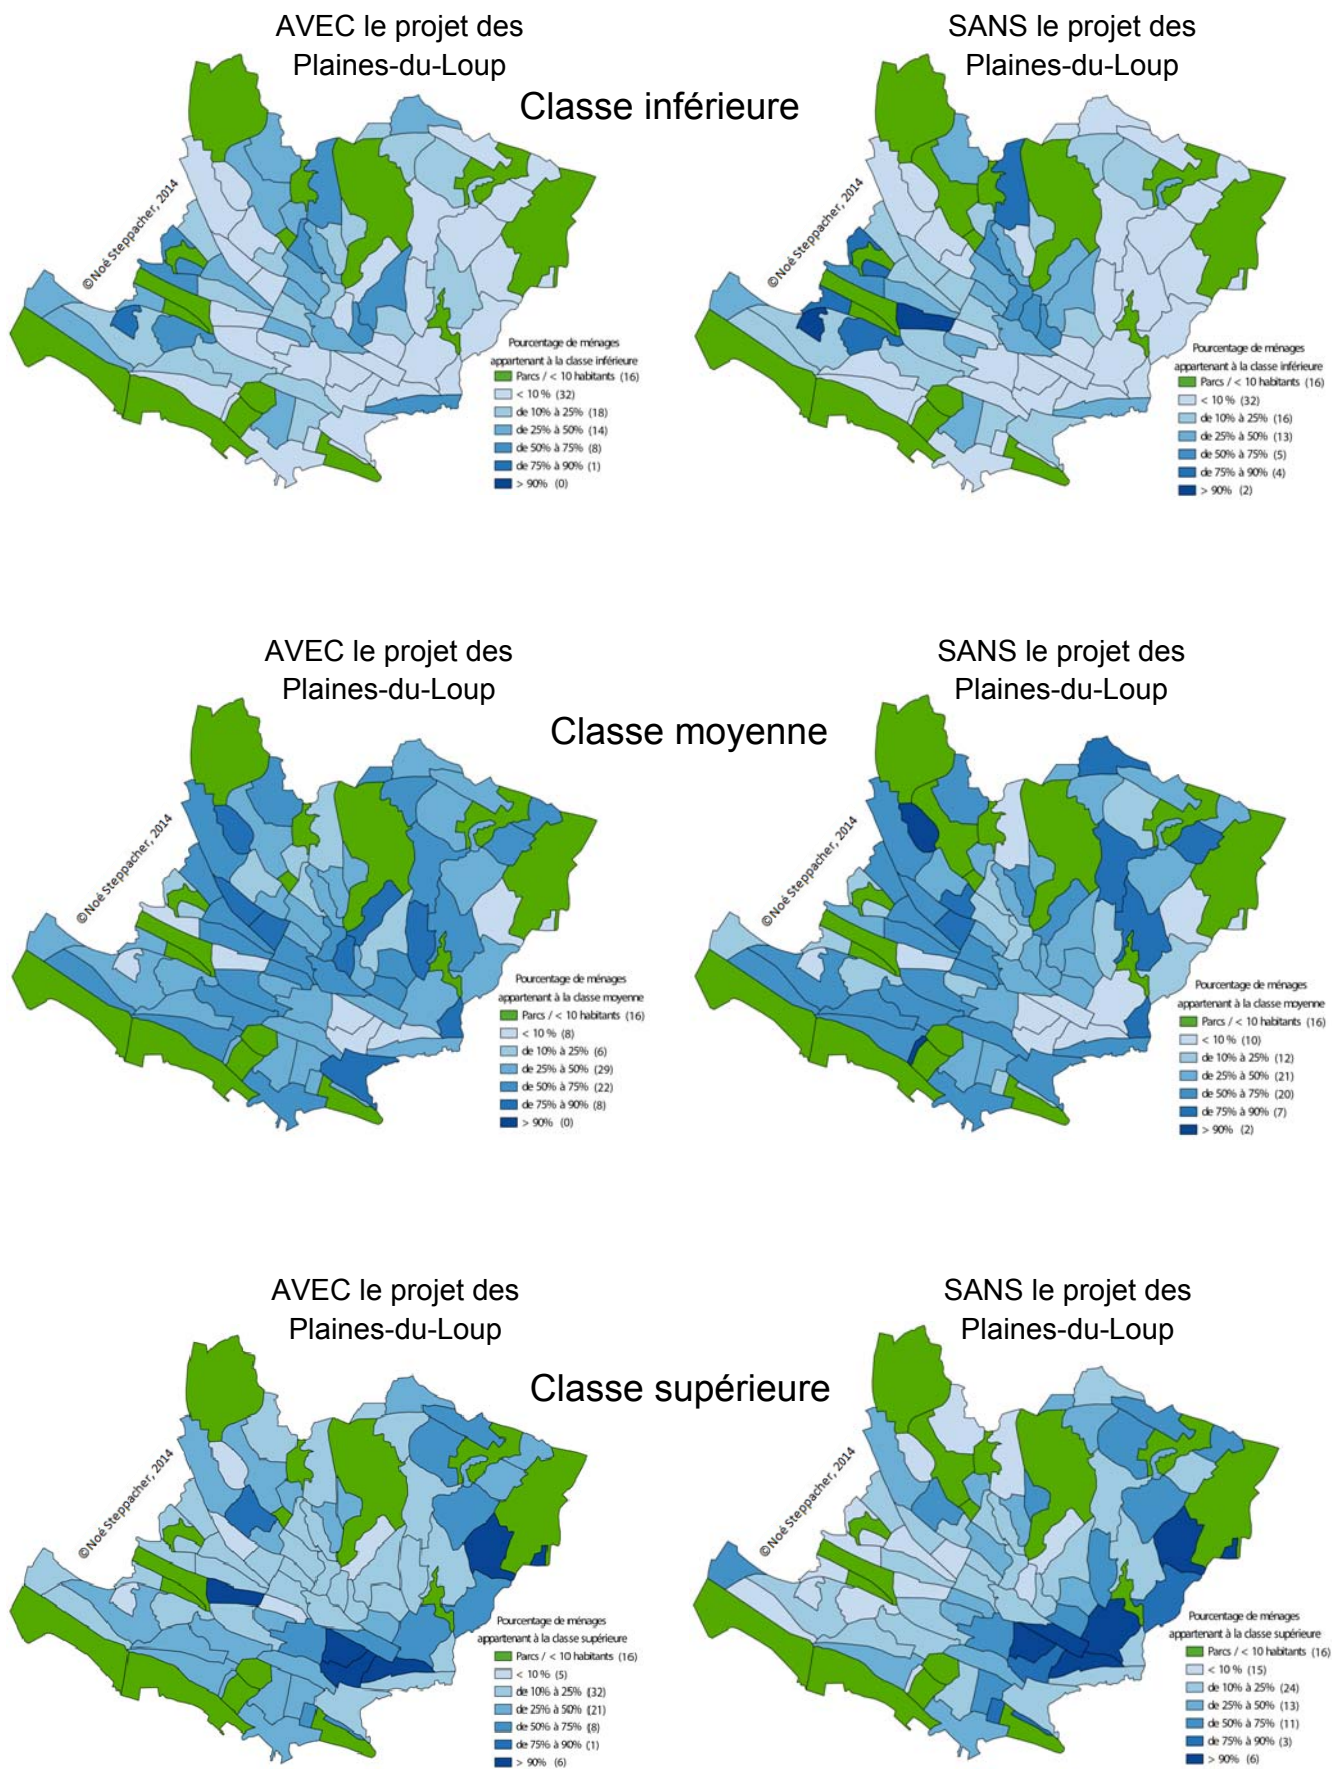 AVEC le projet des
Plaines-du-Loup
SANS le projet des
Plaines-du-Loup
Classe inférieure
©Noé Steppacher, 2014
Pourcentage de ménages
appartenant à la classe inférieure
Parcs / < 10 habitants (16)
< 10 % (32)
de 10% à 25% (18)
de 25% à 50% (14)
de 50% à 75% (8)
de 75% à 90% (1)
> 90% (0)
©Noé Steppacher, 2014
Pourcentage de ménages
appartenant à la classe inférieure
Parcs / < 10 habitants (16)
< 10 % (32)
de 10% à 25% (16)
de 25% à 50% (13)
de 50% à 75% (5)
de 75% à 90% (4)
> 90% (2)
AVEC le projet des
Plaines-du-Loup
SANS le projet des
Plaines-du-Loup
Classe moyenne
©Noé Steppacher, 2014
Pourcentage de ménages
appartenant à la classe moyenne
Parcs / < 10 habitants (16)
< 10 % (8)
de 10% à 25% (6)
de 25% à 50% (29)
de 50% à 75% (22)
de 75% à 90% (8)
> 90% (0)
©Noé Steppacher, 2014
Pourcentage de ménages
appartenant à la classe moyenne
Parcs / < 10 habitants (16)
< 10 % (10)
de 10% à 25% (12)
de 25% à 50% (21)
de 50% à 75% (20)
de 75% à 90% (7)
> 90% (2)
AVEC le projet des
Plaines-du-Loup
SANS le projet des
Plaines-du-Loup
Classe supérieure
©Noé Steppacher, 2014
Pourcentage de ménages
appartenant à la classe supérieure
Parcs / < 10 habitants (16)
< 10 % (5)
de 10% à 25% (32)
de 25% à 50% (21)
de 50% à 75% (8)
de 75% à 90% (1)
> 90% (6)
©Noé Steppacher, 2014
Pourcentage de ménages
appartenant à la classe supérieure
Parcs / < 10 habitants (16)
< 10 % (15)
de 10% à 25% (24)
de 25% à 50% (13)
de 50% à 75% (11)
de 75% à 90% (3)
> 90% (6)